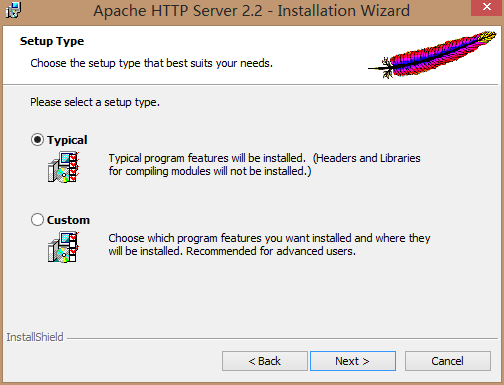 Apache HTTP Server 2.2 - Installation Wizard
Setup Type
Choose the setup type that best suits your needs.
Please select a setup type.
Typical
Typical program features will be installed. (Headers and Libraries
for compiling modules will not be installed.)
Custom
Choose which program features you want installed and where they
will be installed. Recommended for advanced users.
InstallShield
< Back
Next >
Cancel